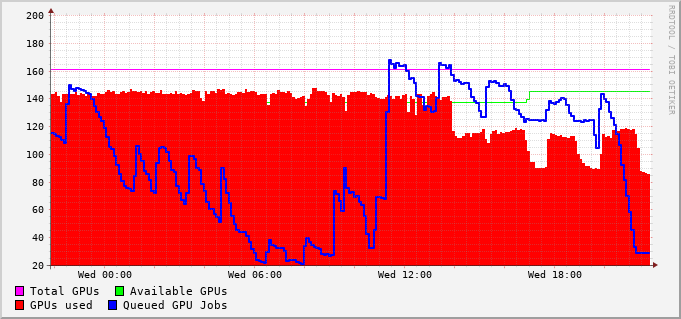 200
180
160
140
120
100
80
60
40
20
Wed 00:00 Wed 06:00 Wed 12:00 Wed 18:00
Total GPUs Available GPUs
GPUs used Queued GPU Jobs
RRDTOOL / TOBI OETIKER